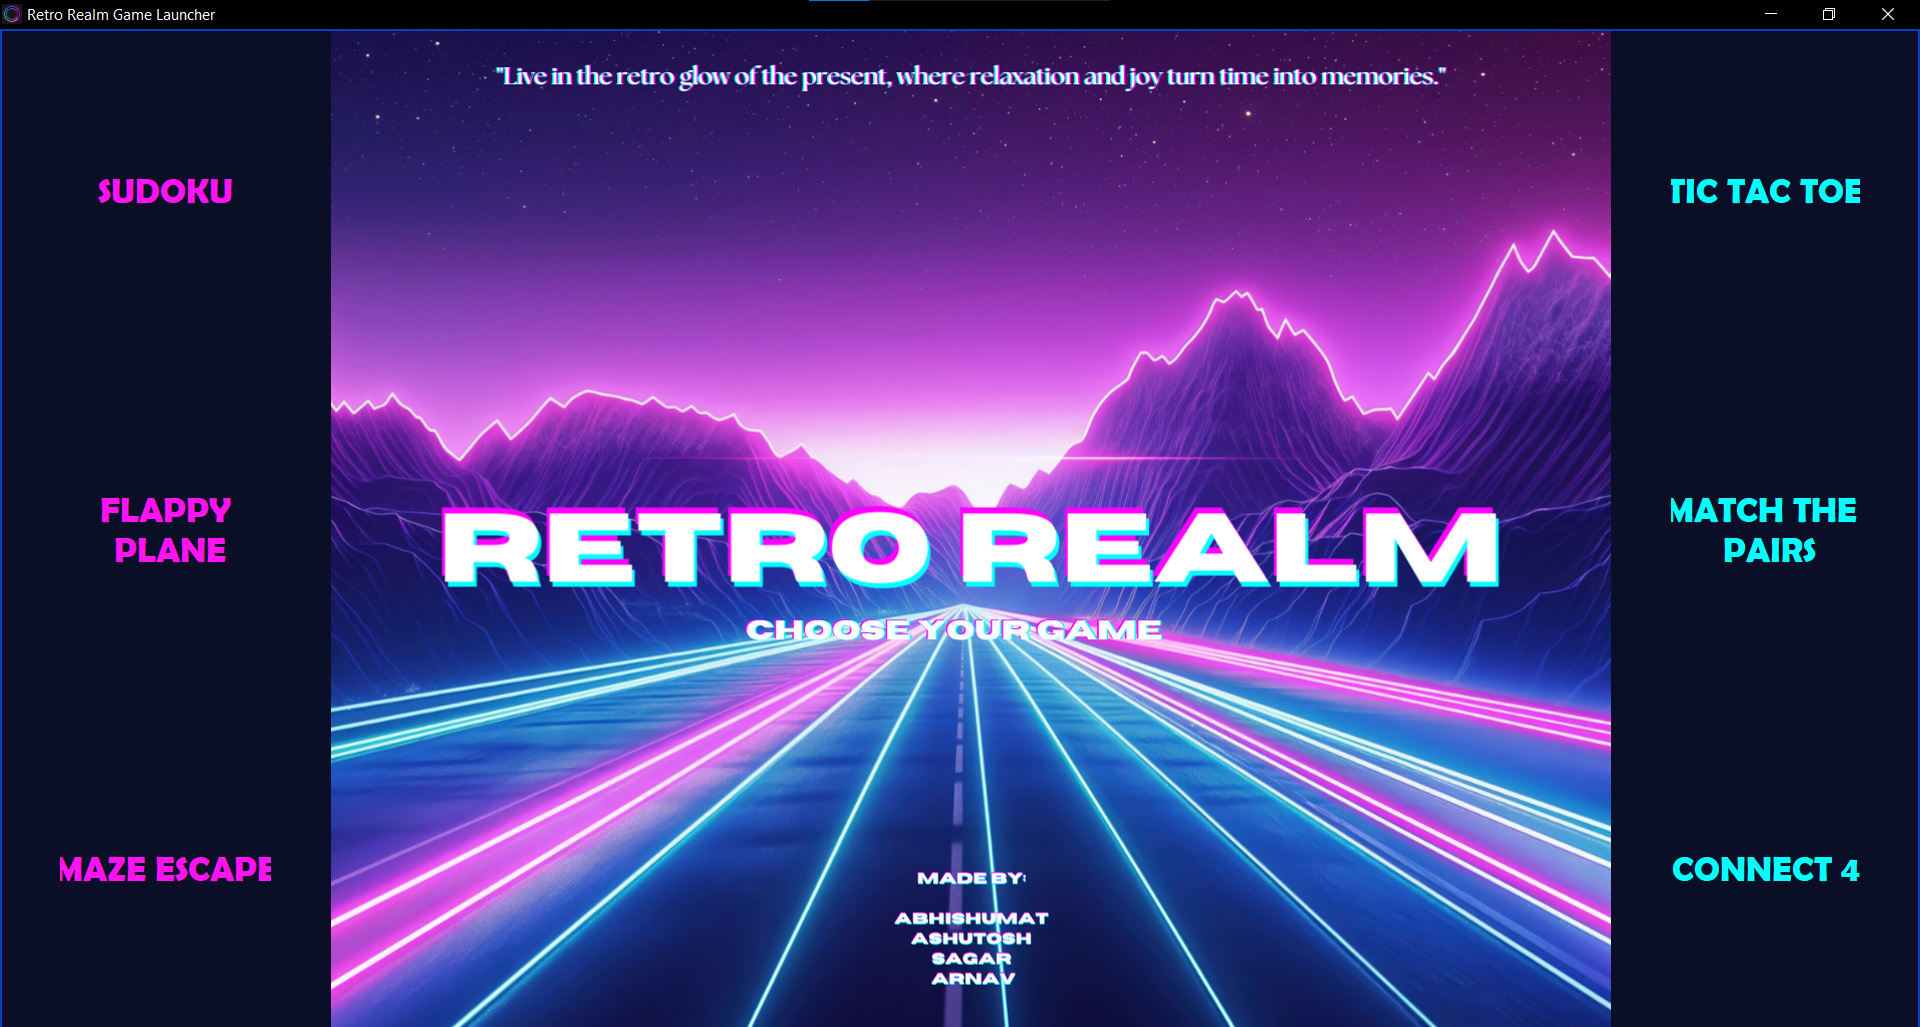 Retro Realm Game Launcher
"Live in the retro glow of the present, where relaxation and joy turn time into memories."
SUDOKU
TIC TAC TOE
FLAPPY
PLANE
MATCH THE
PAIRS
RETRO REALM
CHOOSE YOUR GAME
MAZE ESCAPE
CONNECT 4
MADE BY:
ABHISHUMAT
ASHUTOSH
SAGAR
ARNAV